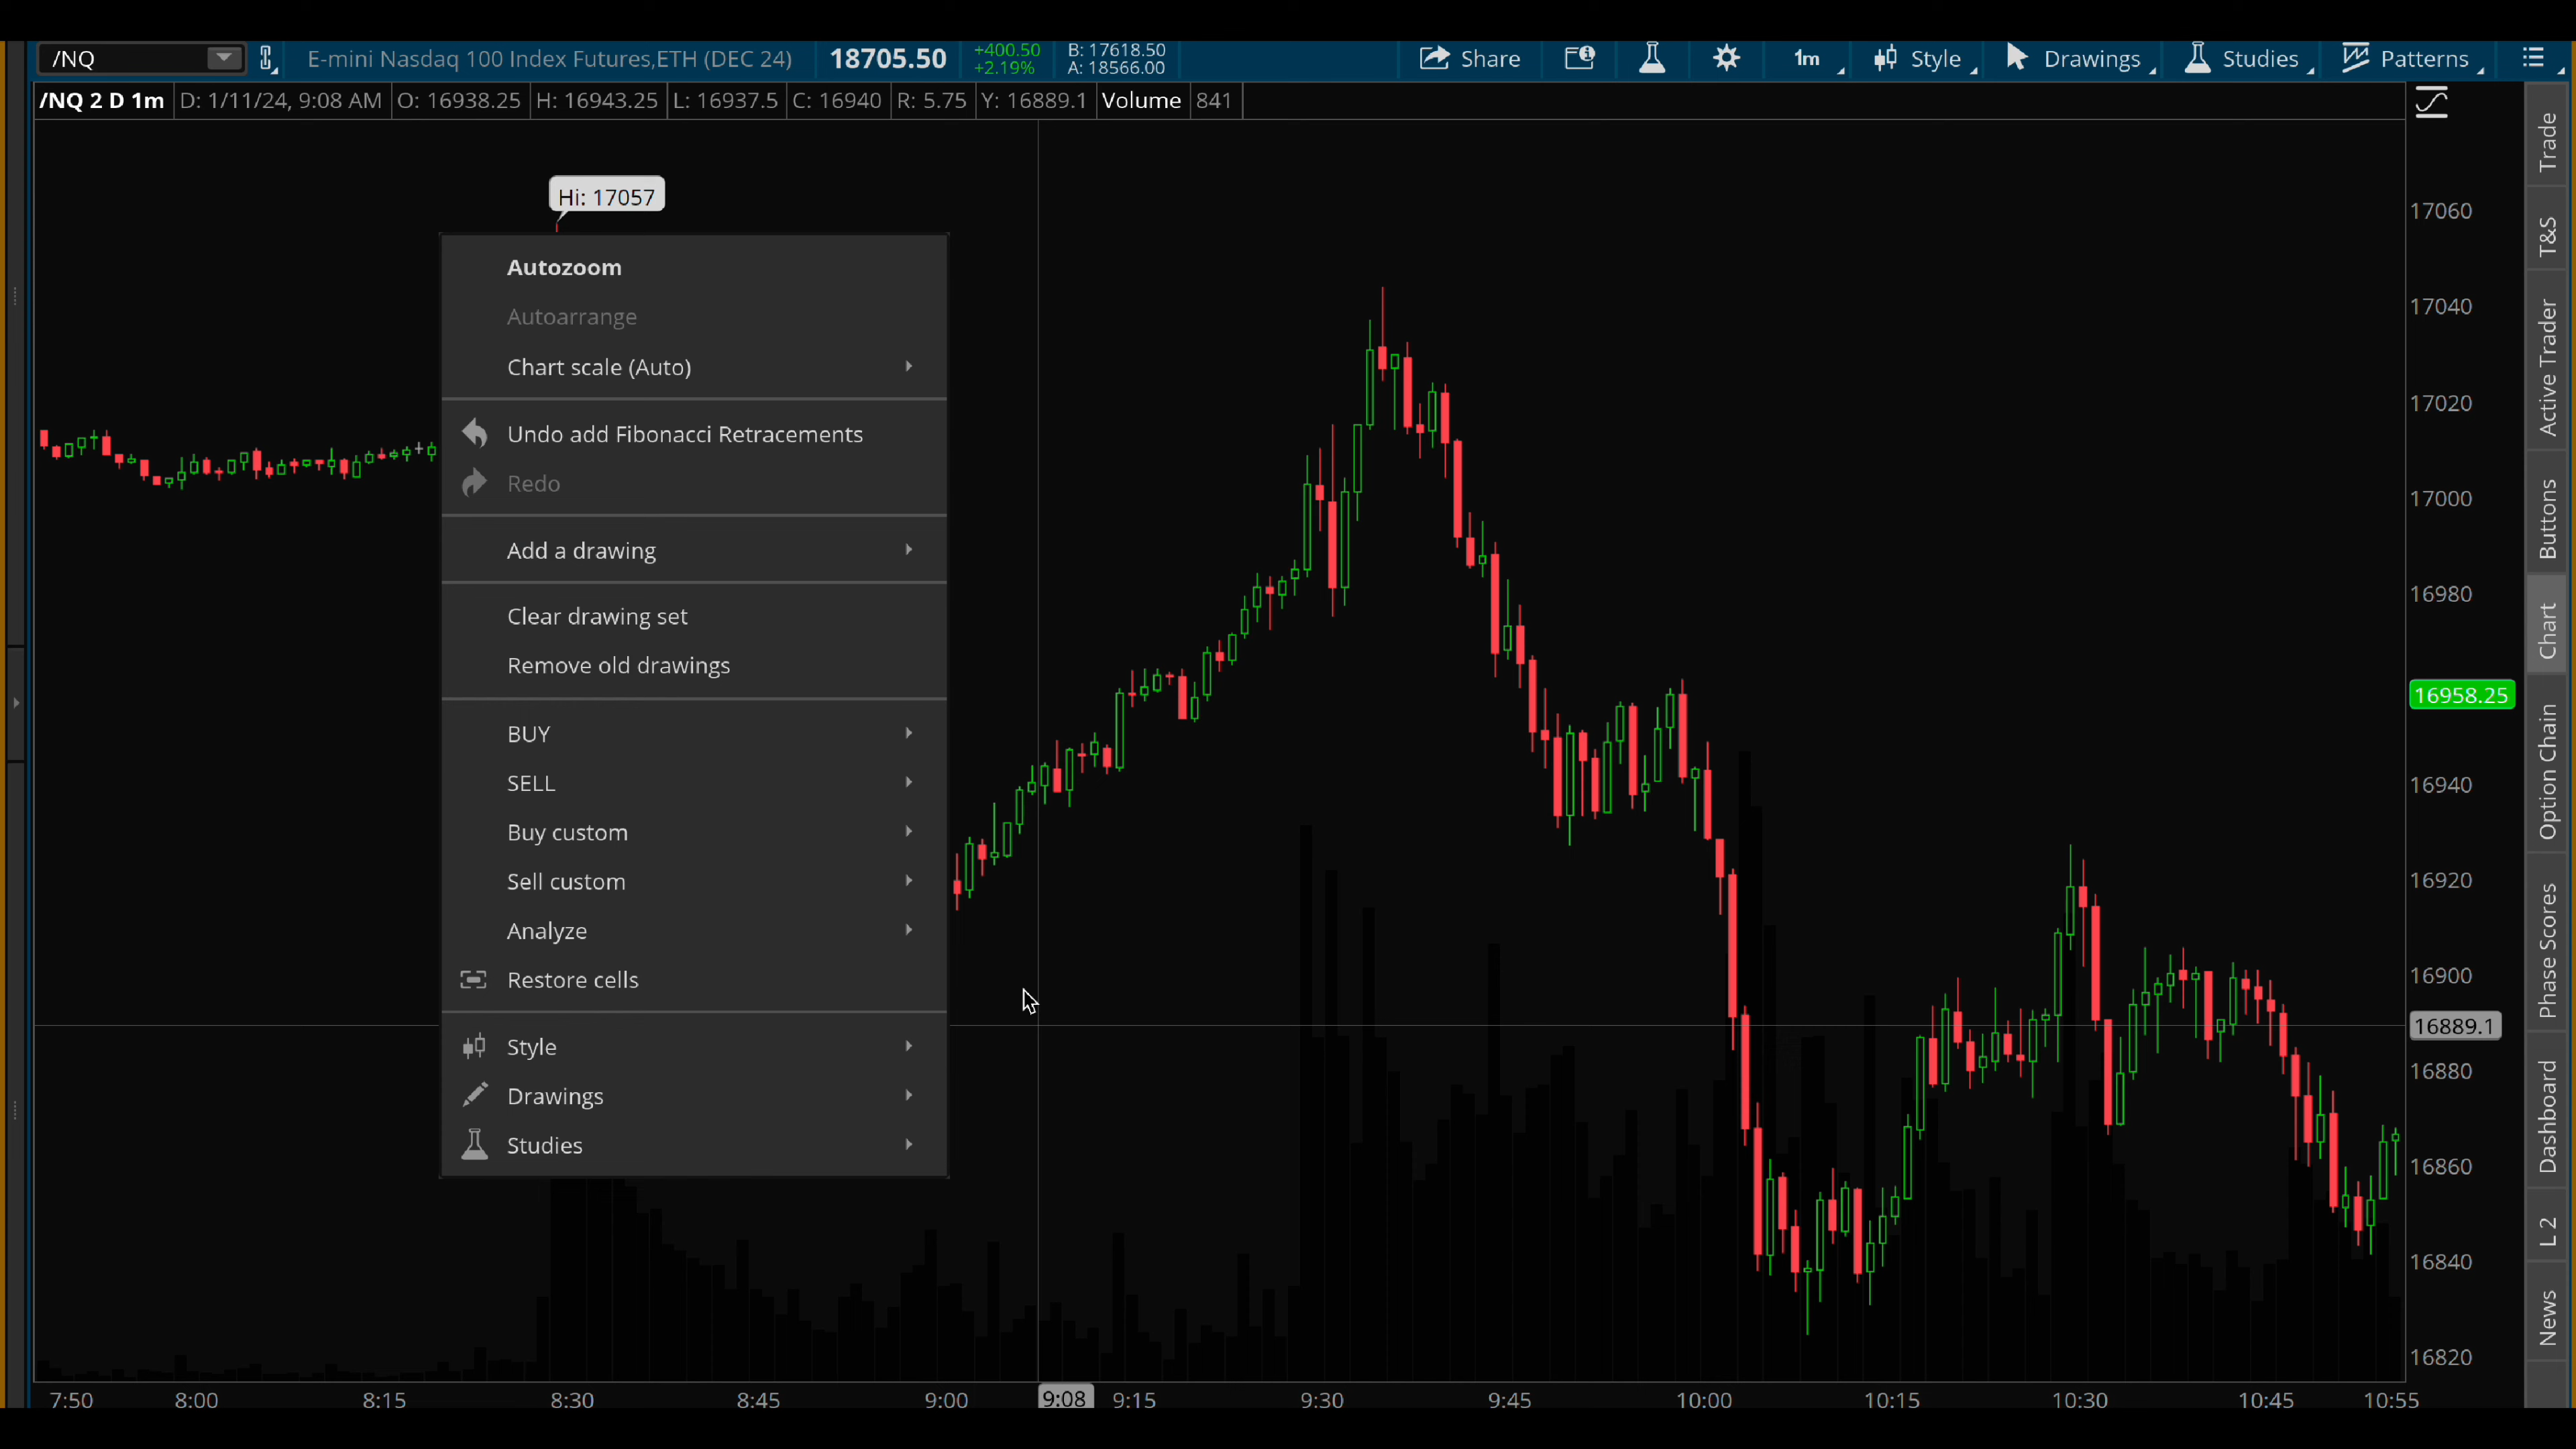 /NQ E-mini Nasdaq 100 Index Futures,ETH (DEC 24) 18705.50 +400.50 B: 17618.50 Share 1m Style Drawings Studies Patterns
+2.19% A: 18566.00
/NQ 2 D 1m D: 1/11/24, 9:08 AM O: 16938.25 H: 16943.25 L: 16937.5 C: 16940 R: 5.75 Y: 16889.1 Volume 841
Hi: 17057
Autozoom
Autoarrange
Chart scale (Auto)
Undo add Fibonacci Retracements
Redo
Add a drawing
Clear drawing set
Remove old drawings
BUY
SELL
Buy custom
Sell custom
Analyze
Restore cells
Style
Drawings
Studies
17060
17040
17020
17000
16980
16958.25
16940
16920
16900
16889.1
16880
16860
16840
16820
7:50 8:00 8:15 8:30 8:45 9:00 9:08 9:15 9:30 9:45 10:00 10:15 10:30 10:45 10:55
Trade
T&S
Active Trader
Buttons
Chart
Option Chain
Phase Scores
Dashboard
L 2
News